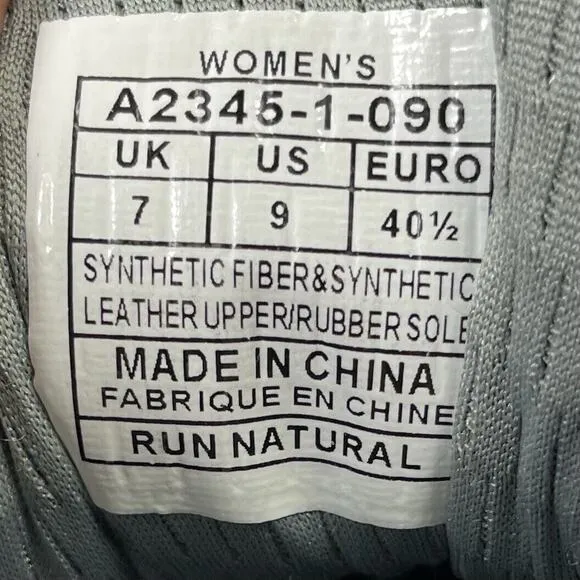 WOMEN'S
A2345-1-090
UK US EURO
7 9 40½
SYNTHETIC FIBER&SYNTHETIC
LEATHER UPPER/RUBBER SOLE
MADE IN CHINA
FABRIQUE EN CHINE
RUN NATURAL